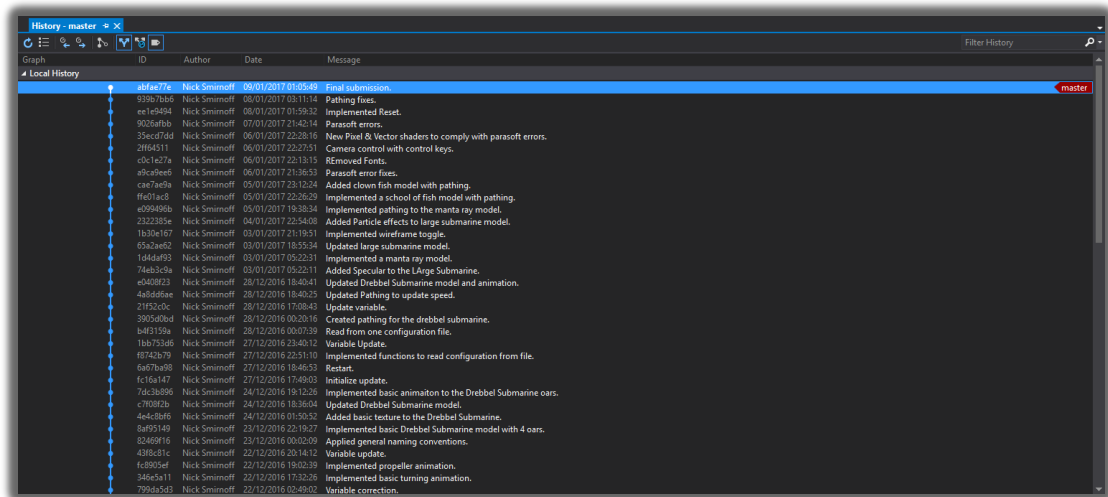 History - master
Filter History
Graph ID Author Date Message
Local History
abfae77e Nick Smirnoff 09/01/2017 01:05:49 Final submission. master
939b7bb6 Nick Smirnoff 08/01/2017 03:11:14 Pathing fixes.
ee1e9494 Nick Smirnoff 08/01/2017 01:59:32 Implemented Reset.
9026afbb Nick Smirnoff 07/01/2017 21:42:14 Parasoft errors.
35ecd7dd Nick Smirnoff 06/01/2017 22:28:16 New Pixel & Vector shaders to comply with parasoft errors.
2ff64511 Nick Smirnoff 06/01/2017 22:27:51 Camera control with control keys.
c0c1e27a Nick Smirnoff 06/01/2017 22:13:15 REmoved Fonts.
a9ca9ee6 Nick Smirnoff 06/01/2017 21:36:53 Parasoft error fixes.
cae7ae9a Nick Smirnoff 05/01/2017 23:12:24 Added clown fish model with pathing.
ffe01ac8 Nick Smirnoff 05/01/2017 22:26:29 Implemented a school of fish model with pathing.
e099496b Nick Smirnoff 05/01/2017 19:38:34 Implemented pathing to the manta ray model.
2322385e Nick Smirnoff 04/01/2017 22:54:08 Added Particle effects to large submarine model.
1b30e167 Nick Smirnoff 03/01/2017 21:19:51 Implemented wireframe toggle.
65a2ae62 Nick Smirnoff 03/01/2017 18:55:34 Updated large submarine model.
1d4daf93 Nick Smirnoff 03/01/2017 05:22:31 Implemented a manta ray model.
74eb3c9a Nick Smirnoff 03/01/2017 05:22:11 Added Specular to the LArge Submarine.
e0408f23 Nick Smirnoff 28/12/2016 18:40:41 Updated Drebbel Submarine model and animation.
4a8dd6ae Nick Smirnoff 28/12/2016 18:40:25 Updated Pathing to update speed.
21f52c0c Nick Smirnoff 28/12/2016 17:08:43 Update variable.
3905d0bd Nick Smirnoff 28/12/2016 00:20:16 Created pathing for the drebbel submarine.
b4f3159a Nick Smirnoff 28/12/2016 00:07:39 Read from one configuration file.
1bb753d6 Nick Smirnoff 27/12/2016 23:40:12 Variable Update.
f8742b79 Nick Smirnoff 27/12/2016 22:51:10 Implemented functions to read configuration from file.
6a67ba98 Nick Smirnoff 27/12/2016 18:46:53 Restart.
fc16a147 Nick Smirnoff 27/12/2016 17:49:03 Initialize update.
7dc3b896 Nick Smirnoff 24/12/2016 19:12:26 Implemented basic animaiton to the Drebbel Submarine oars.
c7f08f2b Nick Smirnoff 24/12/2016 18:36:04 Updated Drebbel Submarine model.
4e4c8bf6 Nick Smirnoff 24/12/2016 01:50:52 Added basic texture to the Drebbel Submarine.
8af95149 Nick Smirnoff 23/12/2016 22:19:27 Implemented basic Drebbel Submarine model with 4 oars.
82469f16 Nick Smirnoff 23/12/2016 00:02:09 Applied general naming conventions.
43f8c81c Nick Smirnoff 22/12/2016 20:14:12 Variable update.
fc8905ef Nick Smirnoff 22/12/2016 19:02:39 Implemented propeller animation.
346e5a11 Nick Smirnoff 22/12/2016 17:32:26 Implemented basic turning animation.
799da5d3 Nick Smirnoff 22/12/2016 02:49:02 Variable correction.